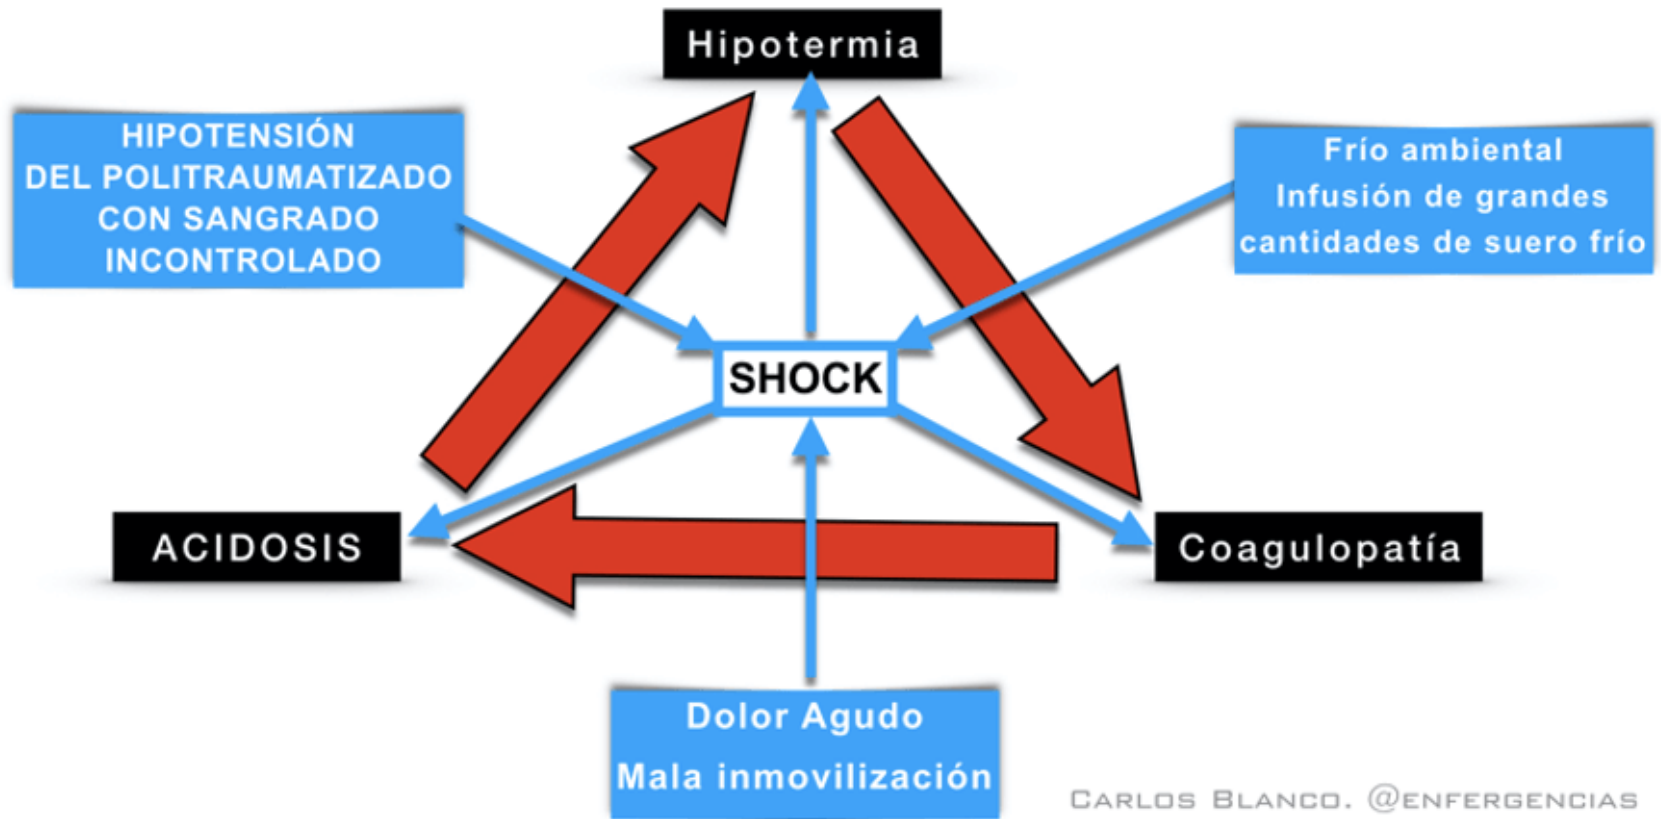 Hipotermia
HIPOTENSIÓN
DEL POLITRAUMATIZADO
CON SANGRADO
INCONTROLADO
Frío ambiental
Infusión de grandes
cantidades de suero frío
SHOCK
ACIDOSIS
Coagulopatía
Dolor Agudo
Mala inmovilización
CARLOS BLANCO. @ENFERGENCIAS